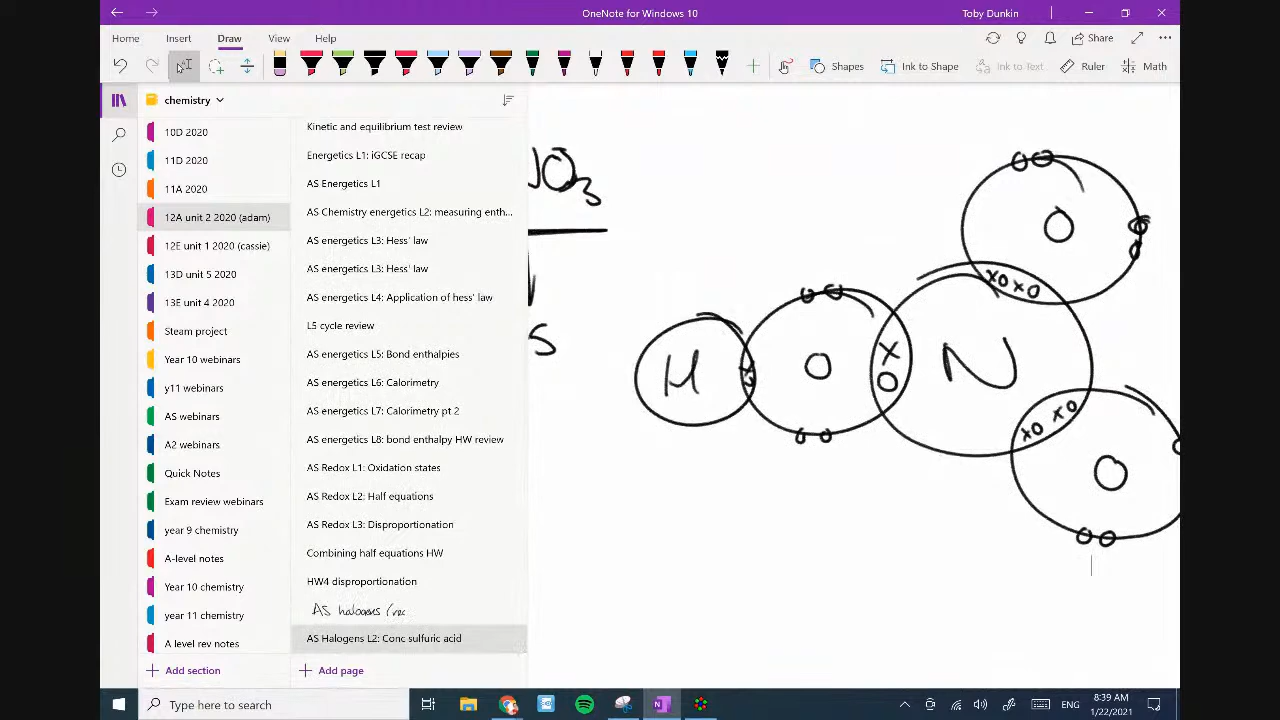 OneNote for Windows 10
Toby Dunkin
Home
Insert
Draw
View
Help
Share
Shapes
Ink to Shape
Ink to Text
Ruler
Math
chemistry
10D 2020
11D 2020
11A 2020
12A unit 2 2020 (adam)
12E unit 1 2020 (cassie)
13D unit 5 2020
13E unit 4 2020
Steam project
Year 10 webinars
y11 webinars
AS webinars
A2 webinars
Quick Notes
Exam review webinars
year 9 chemistry
A-level notes
Year 10 chemistry
year 11 chemistry
A level rev notes
Add section
Kinetic and equilibrium test review
Energetics L1: iGCSE recap
AS Energetics L1
AS Chemistry energetics L2: measuring enth...
AS energetics L3: Hess' law
AS energetics L3: Hess' law
AS energetics L4: Application of hess' law
L5 cycle review
AS energetics L5: Bond enthalpies
AS energetics L6: Calorimetry
AS energetics L7: Calorimetry pt 2
AS energetics L8: bond enthalpy HW review
AS Redox L1: Oxidation states
AS Redox L2: Half equations
AS Redox L3: Disproportionation
Combining half equations HW
HW4 disproportionation
AS halogens
AS Halogens L2: Conc sulfuric acid
Add page
NO3
S
O
xoxo
H
O
X
O
N
xo xo
O
Type here to search
ENG
8:39 AM
1/22/2021